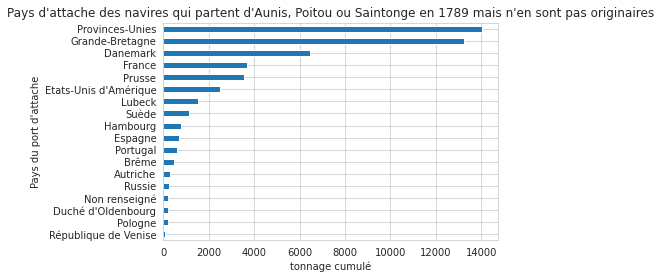 Pays d'attache des navires qui partent d'Aunis, Poitou ou Saintonge en 1789 mais n'en sont pas originaires
Pays du port d'attache
Provinces-Unies
Grande-Bretagne
Danemark
France
Prusse
Etats-Unis d'Amérique
Lubeck
Suède
Hambourg
Espagne
Portugal
Brême
Autriche
Russie
Non renseigné
Duché d'Oldenbourg
Pologne
République de Venise
0 2000 4000 6000 8000 10000 12000 14000
tonnage cumulé